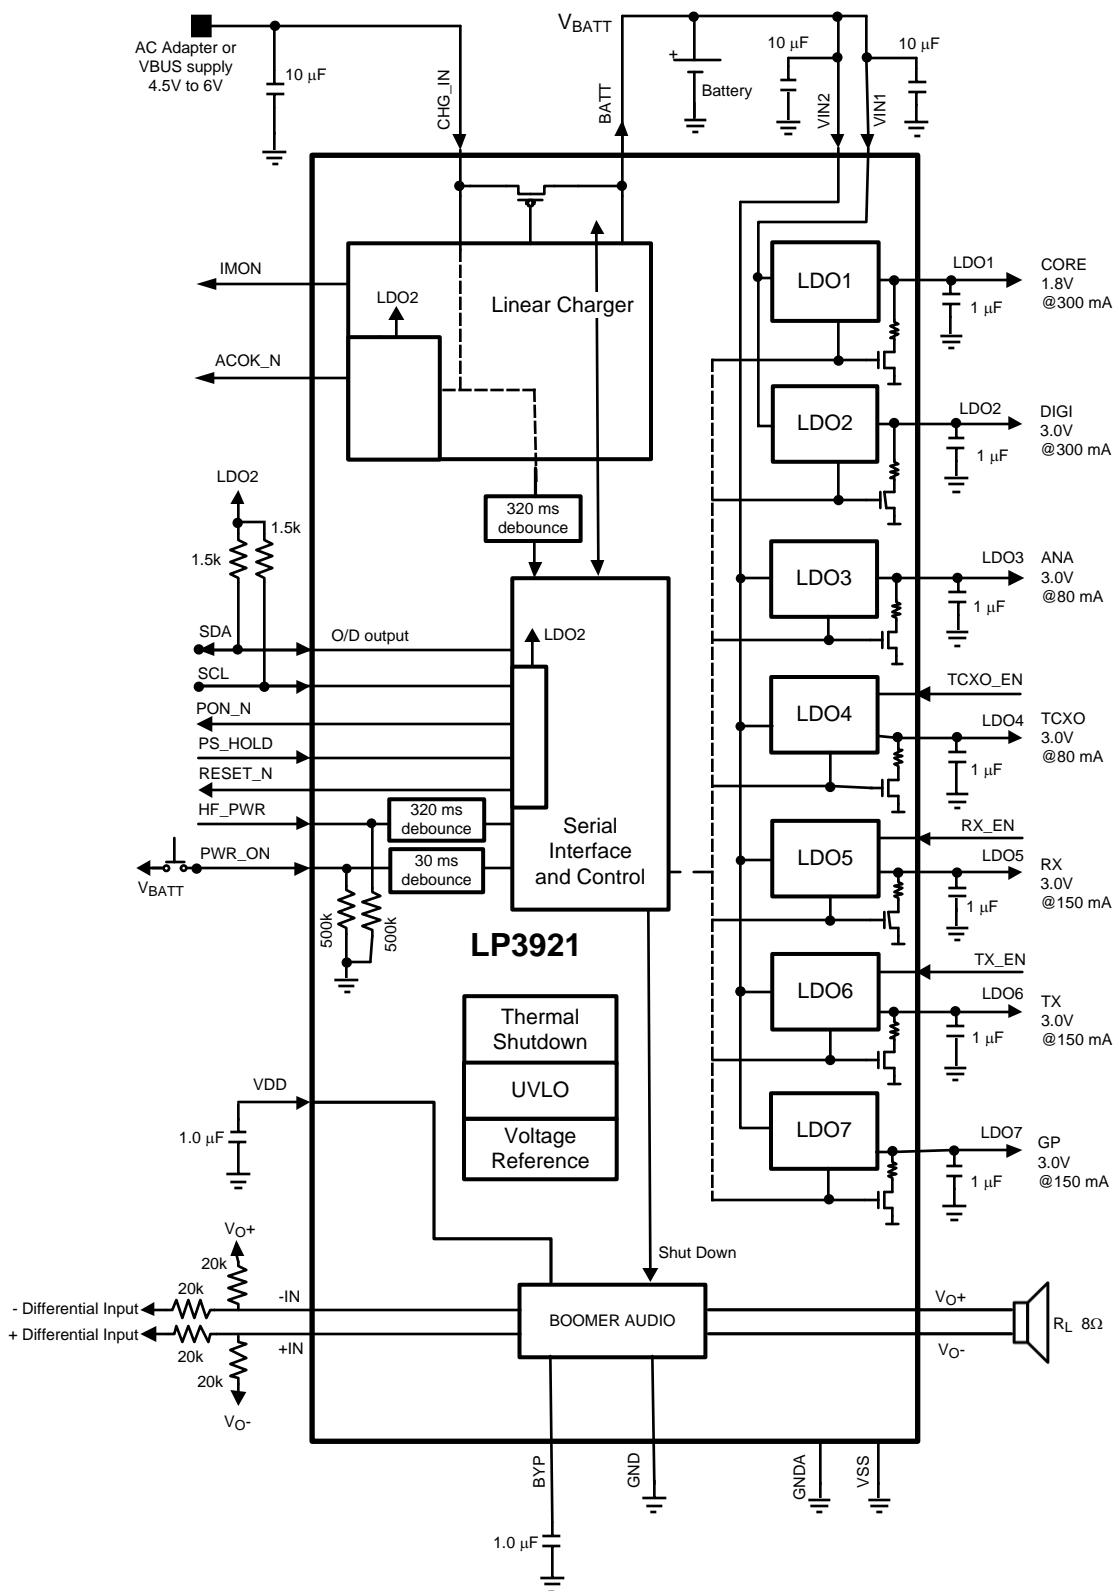 AC Adapter or
VBUS supply
4.5V to 6V
10 µF
CHG_IN
VBATT
BATT
+
Battery
10 µF
VIN2
VIN1
10 µF
IMON
ACOK_N
LDO2
Linear Charger
320 ms
debounce
LDO2
1.5k
1.5k
SDA
O/D output
SCL
PON_N
PS_HOLD
RESET_N
HF_PWR
320 ms
debounce
PWR_ON
30 ms
debounce
VBATT
500k
500k
LDO2
Serial
Interface
and Control
LP3921
Thermal
Shutdown
UVLO
Voltage
Reference
LDO1
LDO1
CORE
1.8V
@300 mA
1 µF
LDO2
LDO2
DIGI
3.0V
@300 mA
1 µF
LDO3
LDO3
ANA
3.0V
@80 mA
1 µF
LDO4
TCXO_EN
LDO4
TCXO
3.0V
@80 mA
1 µF
LDO5
RX_EN
LDO5
RX
3.0V
@150 mA
1 µF
LDO6
TX_EN
LDO6
TX
3.0V
@150 mA
1 µF
LDO7
LDO7
GP
3.0V
@150 mA
1 µF
VDD
1.0 µF
Shut Down
VO+
20k
20k
- Differential Input
-IN
+ Differential Input
+IN
20k
20k
VO-
BOOMER AUDIO
VO+
VO-
RL 8Ω
BYP
GND
GNDA
VSS
1.0 µF